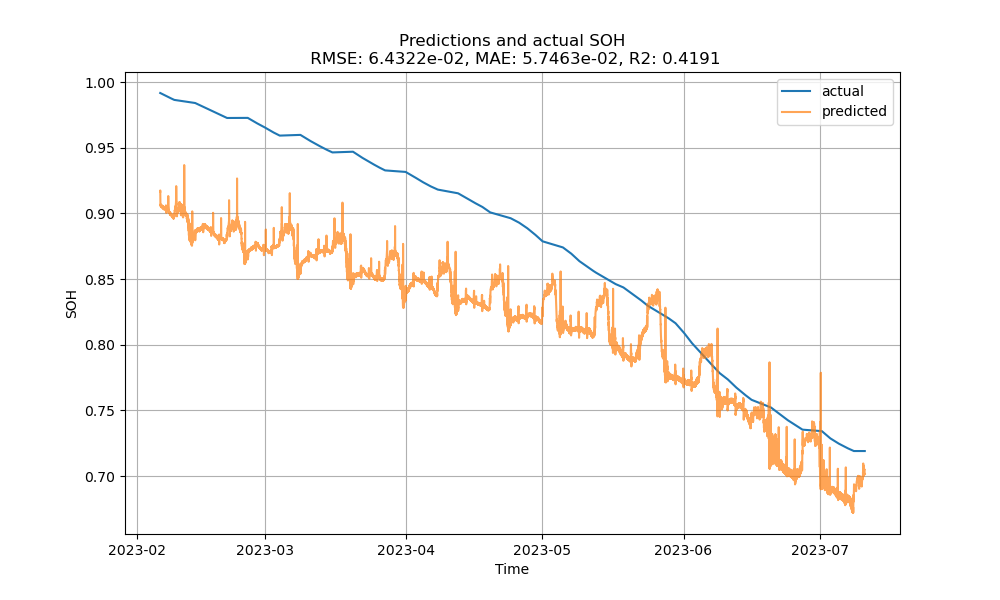 Predictions and actual SOH
RMSE: 6.4322e-02, MAE: 5.7463e-02, R2: 0.4191
actual
predicted
1.00
0.95
0.90
0.85
0.80
0.75
0.70
SOH
2023-02
2023-03
2023-04
2023-05
2023-06
2023-07
Time